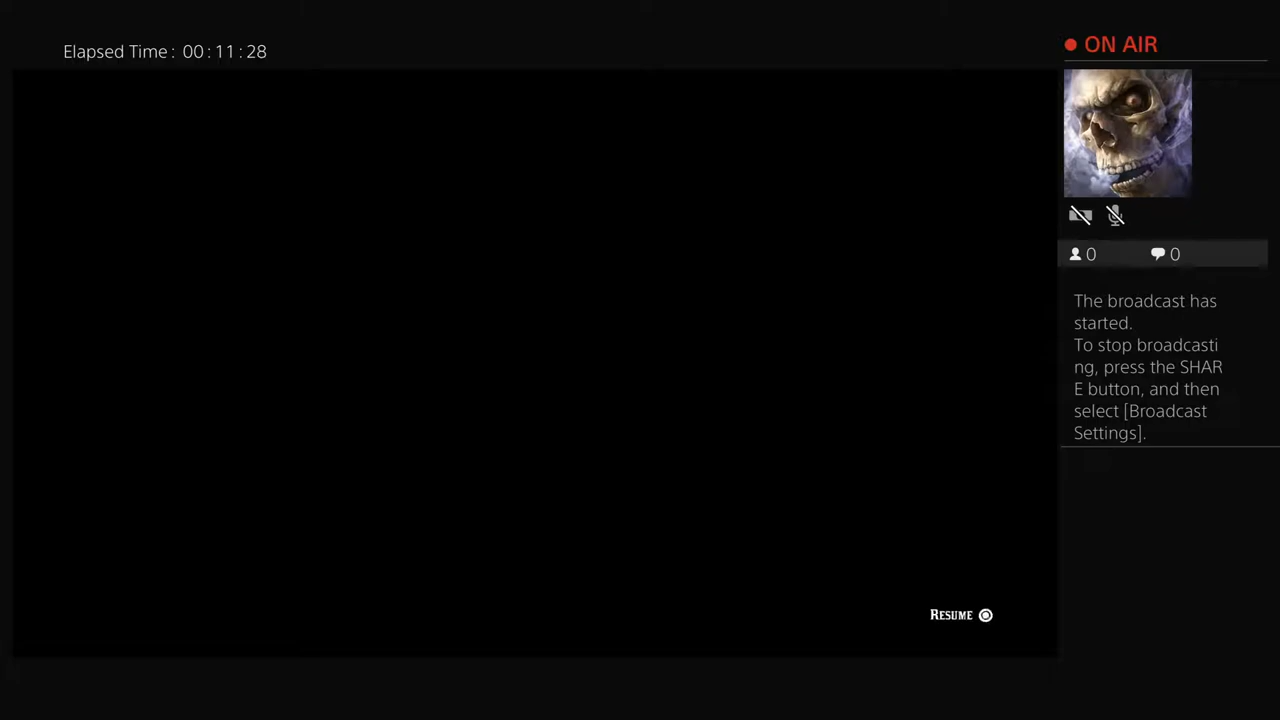 Elapsed Time : 00:11:28
ON AIR
0
0
The broadcast has
started.
To stop broadcasti
ng, press the SHAR
E button, and then
select [Broadcast
Settings].
RESUME